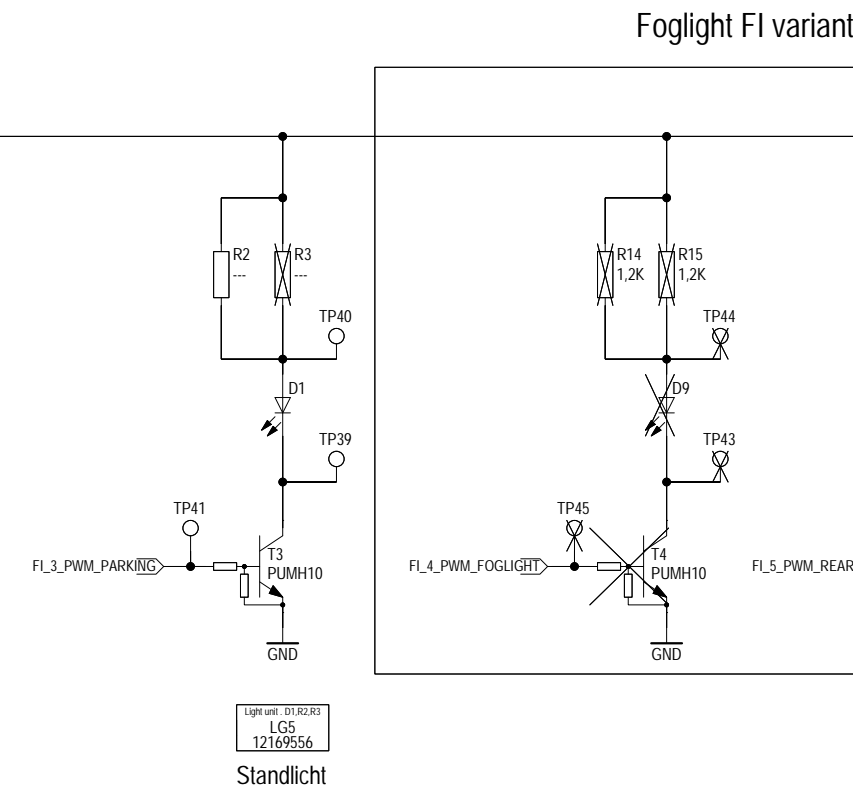 Foglight FI variant
R2
---
R3
---
R14
1,2K
R15
1,2K
TP40
TP44
D1
D9
TP39
TP43
TP41
TP45
FI_3_PWM_PARKING
T3
PUMH10
FI_4_PWM_FOGLIGHT
T4
PUMH10
FI_5_PWM_REAR
GND
GND
Light unit . D1,R2,R3
LG5
12169556
Standlicht